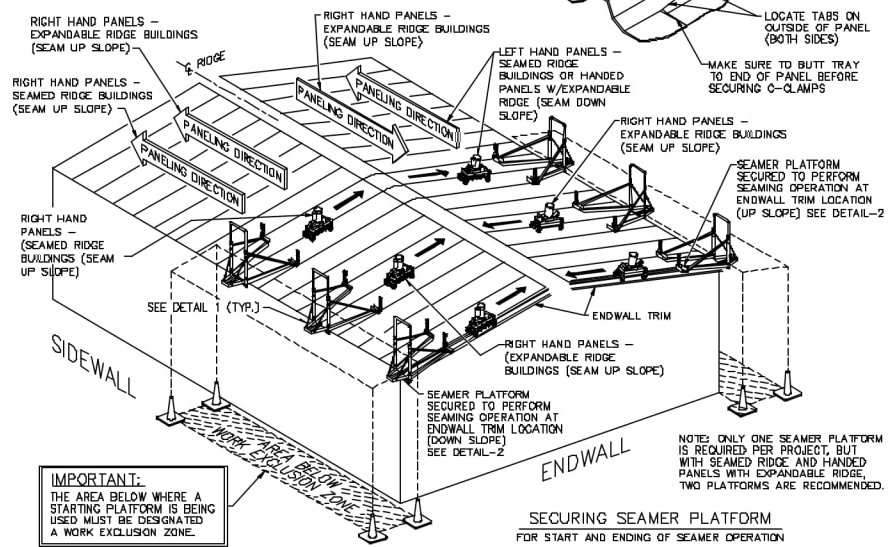 RIGHT HAND PANELS –
EXPANDABLE RIDGE BUILDINGS
(SEAM UP SLOPE)
RIGHT HAND PANELS –
EXPANDABLE RIDGE BUILDINGS
(SEAM UP SLOPE)
LOCATE TABS ON
OUTSIDE OF PANEL
(BOTH SIDES)
MAKE SURE TO BUTT TRAY
TO END OF PANEL BEFORE
SECURING C-CLAMPS
℄ RIDGE
LEFT HAND PANELS –
SEAMED RIDGE
BUILDINGS OR HANDED
PANELS W/EXPANDABLE
RIDGE (SEAM DOWN
SLOPE)
RIGHT HAND PANELS –
SEAMED RIDGE BUILDINGS
(SEAM UP SLOPE)
PANELING DIRECTION
PANELING DIRECTION
PANELING DIRECTION
PANELING DIRECTION
RIGHT HAND PANELS –
EXPANDABLE RIDGE BUILDINGS
(SEAM UP SLOPE)
SEAMER PLATFORM
SECURED TO PERFORM
SEAMING OPERATION AT
ENDWALL TRIM LOCATION
(UP SLOPE) SEE DETAIL-2
RIGHT HAND
PANELS –
(SEAMED RIDGE
BUILDINGS (SEAM
UP SLOPE)
SEE DETAIL 1 (TYP.)
ENDWALL TRIM
RIGHT HAND PANELS –
(EXPANDABLE RIDGE
BUILDINGS (SEAM UP SLOPE)
SIDEWALL
SEAMER PLATFORM
SECURED TO PERFORM
SEAMING OPERATION AT
ENDWALL TRIM LOCATION
(DOWN SLOPE)
SEE DETAIL-2
ENDWALL
AREA BELOW
WORK EXCLUSION ZONE
NOTE: ONLY ONE SEAMER PLATFORM
IS REQUIRED PER PROJECT, BUT
WITH SEAMED RIDGE AND HANDED
PANELS WITH EXPANDABLE RIDGE,
TWO PLATFORMS ARE RECOMMENDED.
IMPORTANT:
THE AREA BELOW WHERE A
STARTING PLATFORM IS BEING
USED MUST BE DESIGNATED
A WORK EXCLUSION ZONE.
SECURING SEAMER PLATFORM
FOR START AND ENDING OF SEAMER OPERATION